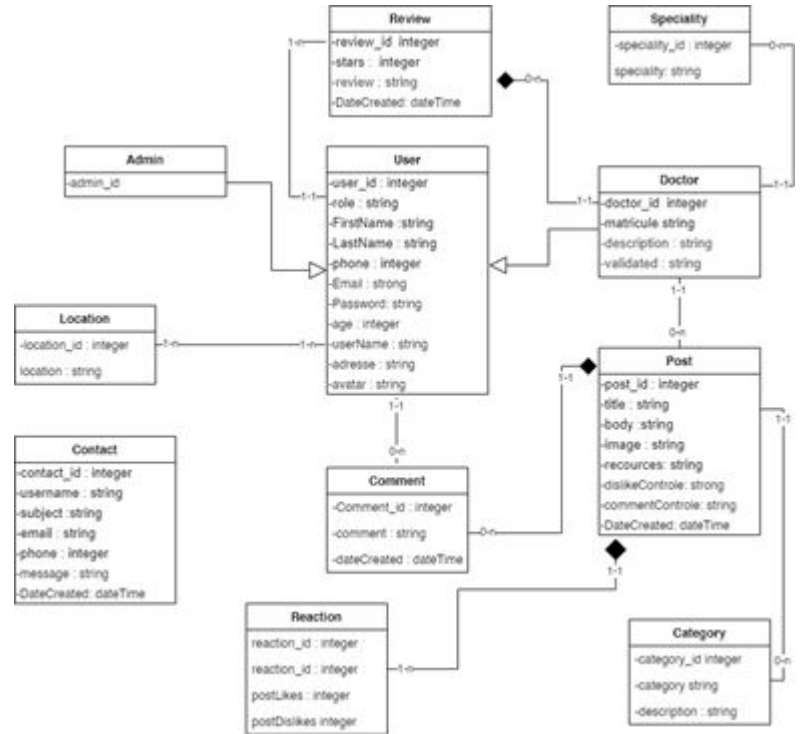 Review
-review_id integer
-stars : integer
-review : string
-DateCreated: dateTime
Speciality
-speciality_id : integer
speciality: string
1-n
0-n
0-n
Admin
-admin_id
User
-user_id : integer
-role : string
-FirstName :string
-LastName : string
-phone : integer
-Email : strong
-Password: string
-age : integer
-userName : string
-adresse : string
-avatar : string
1-1
1-1
1-1
Doctor
-doctor_id integer
-matricule string
-description : string
-validated : string
1-1
0-n
Location
-location_id : integer
location : string
1-n
1-n
Post
-post_id : integer
-title : string
-body :string
-image : string
-recources: string
-dislikeControle: strong
-commentControle: string
-DateCreated: dateTime
1-1
1-1
1-1
0-n
Contact
-contact_id : integer
-username : string
-subject :string
-email : string
-phone : integer
-message : string
-DateCreated: dateTime
Comment
-Comment_id : integer
-comment : string
-dateCreated : dateTime
0-n
1-1
Reaction
reaction_id : integer
reaction_id : integer
postLikes : integer
postDislikes integer
1-n
Category
-category_id integer
-category string
-description : string
0-n